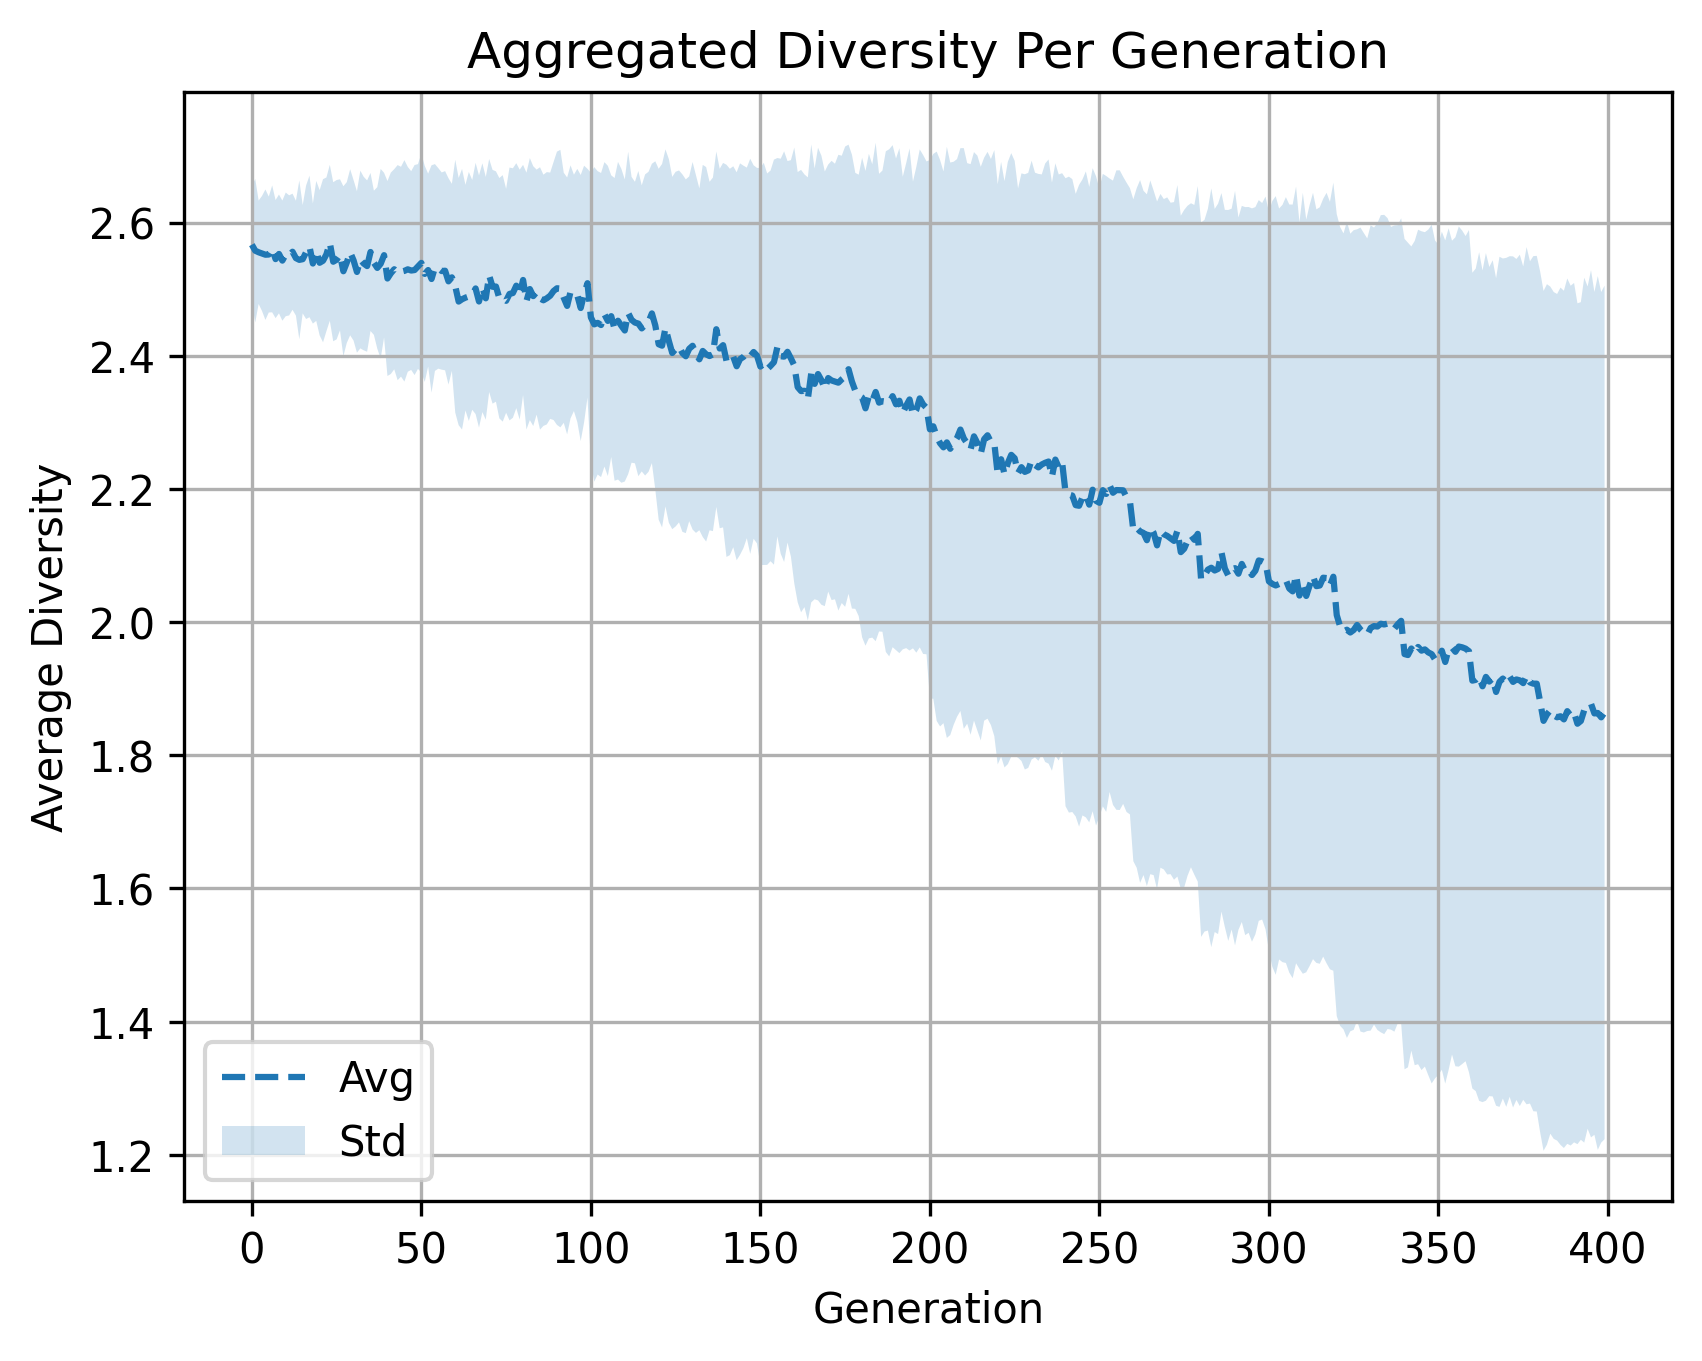 Aggregated Diversity Per Generation
Average Diversity
2.6
2.4
2.2
2.0
1.8
1.6
1.4
1.2
Avg
Std
0 50 100 150 200 250 300 350 400
Generation